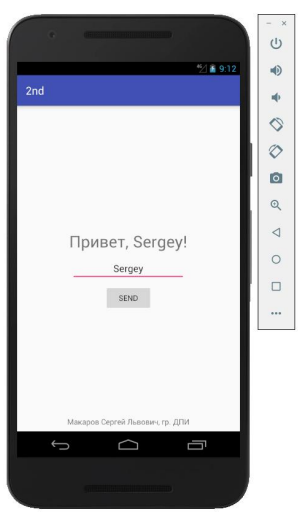 9:12
2nd
Привет, Sergey!
Sergey
SEND
Макаров Сергей Львович, гр. ДПИ